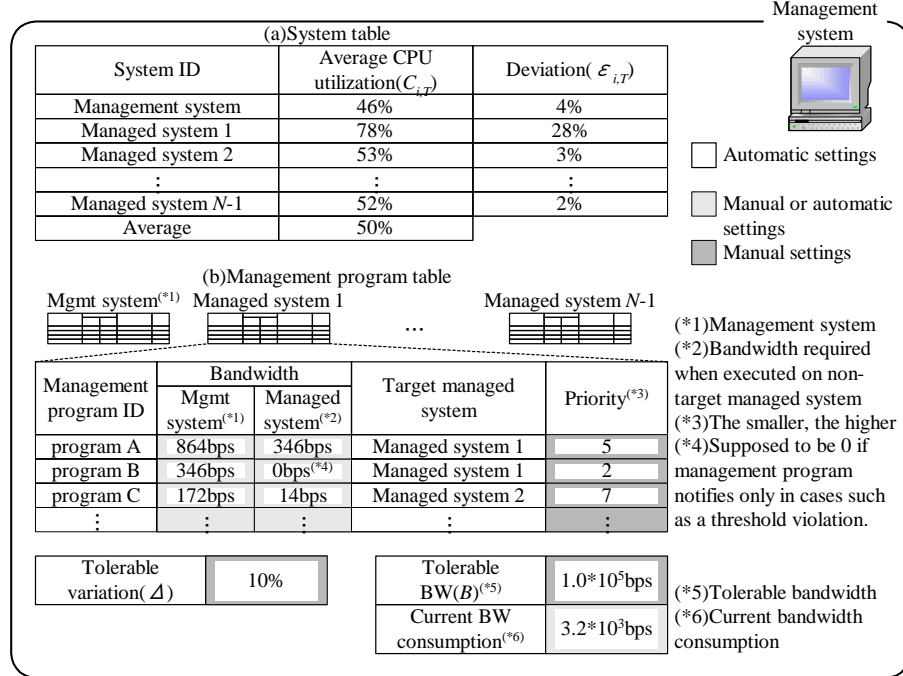 Management
system
(a)System table
System ID
Average CPU
utilization(C_{i,T})
Deviation( ε_{i,T})
Management system 46% 4%
Managed system 1 78% 28%
Managed system 2 53% 3%
⋮ ⋮ ⋮
Managed system N-1 52% 2%
Average 50%
Automatic settings
Manual or automatic
settings
Manual settings
(b)Management program table
Mgmt system(*1) Managed system 1 ... Managed system N-1
Management
program ID
Bandwidth
Mgmt
system(*1)
Managed
system(*2)
Target managed
system
Priority(*3)
program A 864bps 346bps Managed system 1 5
program B 346bps 0bps(*4) Managed system 1 2
program C 172bps 14bps Managed system 2 7
⋮ ⋮ ⋮ ⋮ ⋮
(*1)Management system
(*2)Bandwidth required
when executed on non-
target managed system
(*3)The smaller, the higher
(*4)Supposed to be 0 if
management program
notifies only in cases such
as a threshold violation.
Tolerable
variation(Δ)
10%
Tolerable
BW(B)(*5)
1.0*10^5bps
Current BW
consumption(*6)
3.2*10^3bps
(*5)Tolerable bandwidth
(*6)Current bandwidth
consumption